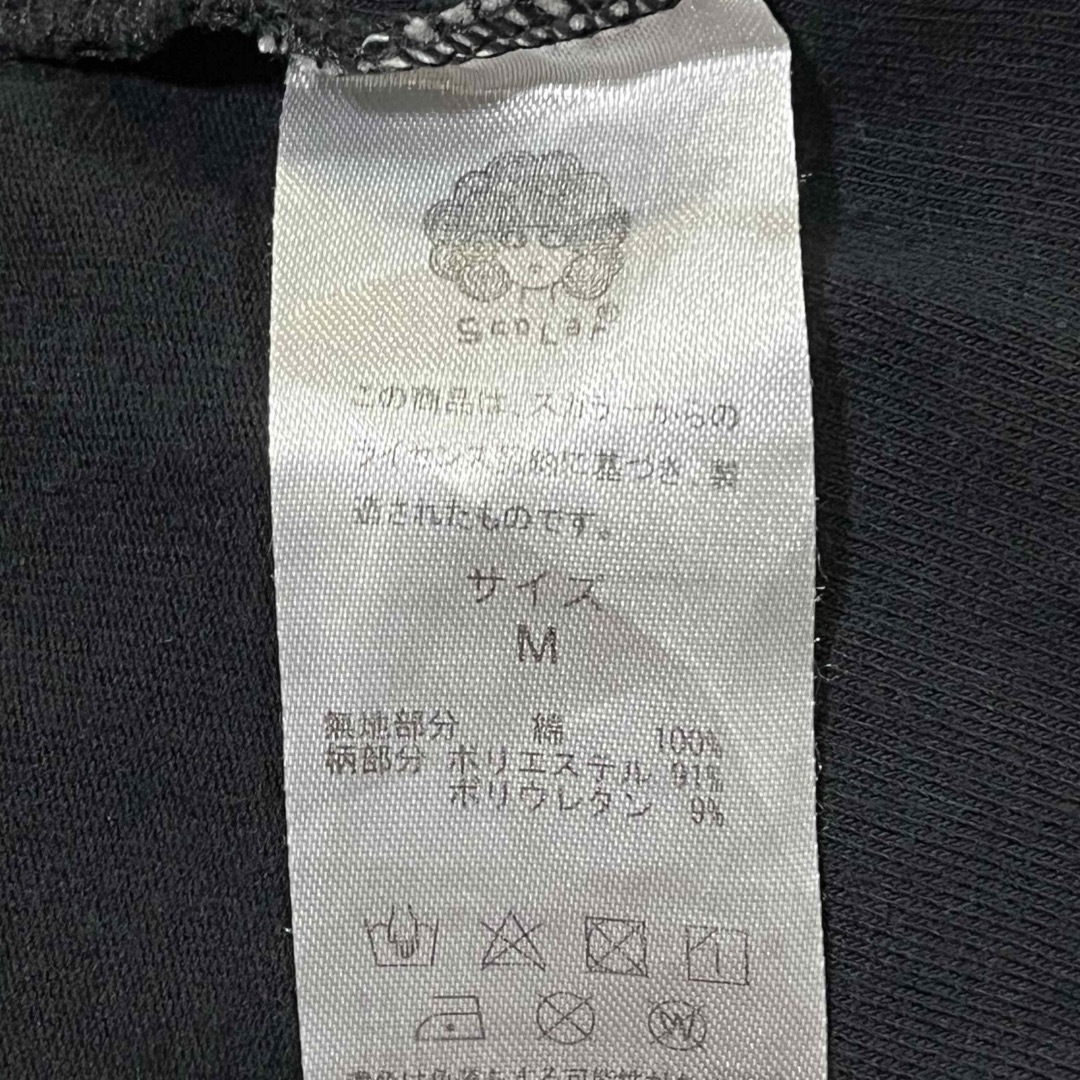 ScoLar®
この商品は、スカラーからの
ライセンス契約に基づき、製
造されたものです。
サイズ
M
無地部分 綿 100%
柄部分 ポリエステル 91%
ポリウレタン 9%